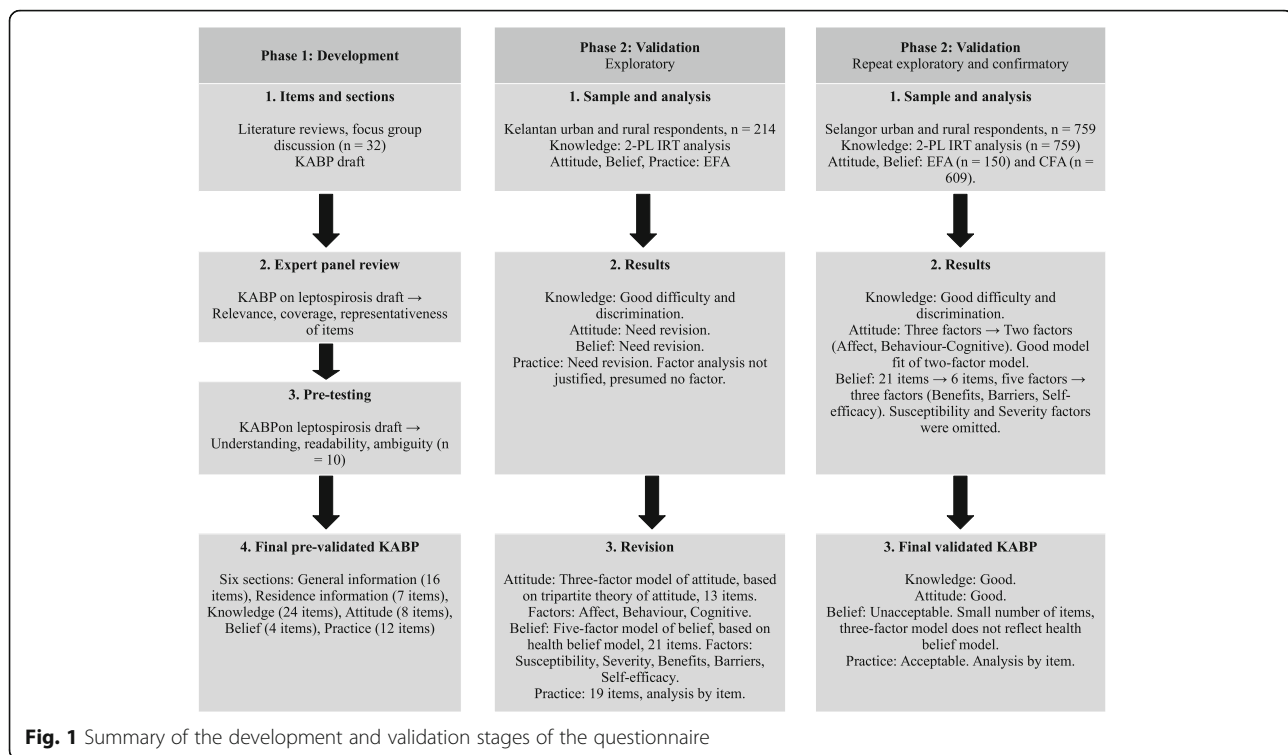 Phase 1: Development
1. Items and sections
Literature reviews, focus group
discussion (n = 32)
KABP draft
2. Expert panel review
KABP on leptospirosis draft →
Relevance, coverage, representativeness
of items
3. Pre-testing
KABPon leptospirosis draft →
Understanding, readability, ambiguity (n
= 10)
4. Final pre-validated KABP
Six sections: General information (16
items), Residence information (7 items),
Knowledge (24 items), Attitude (8 items),
Belief (4 items), Practice (12 items)
Phase 2: Validation
Exploratory
1. Sample and analysis
Kelantan urban and rural respondents, n = 214
Knowledge: 2-PL IRT analysis
Attitude, Belief, Practice: EFA
2. Results
Knowledge: Good difficulty and
discrimination.
Attitude: Need revision.
Belief: Need revision.
Practice: Need revision. Factor analysis not
justified, presumed no factor.
3. Revision
Attitude: Three-factor model of attitude, based
on tripartite theory of attitude, 13 items.
Factors: Affect, Behaviour, Cognitive.
Belief: Five-factor model of belief, based on
health belief model, 21 items. Factors:
Susceptibility, Severity, Benefits, Barriers,
Self-efficacy.
Practice: 19 items, analysis by item.
Phase 2: Validation
Repeat exploratory and confirmatory
1. Sample and analysis
Selangor urban and rural respondents, n = 759
Knowledge: 2-PL IRT analysis (n = 759)
Attitude, Belief: EFA (n = 150) and CFA (n =
609).
2. Results
Knowledge: Good difficulty and
discrimination.
Attitude: Three factors → Two factors
(Affect, Behaviour-Cognitive). Good model
fit of two-factor model.
Belief: 21 items → 6 items, five factors →
three factors (Benefits, Barriers, Self-
efficacy). Susceptibility and Severity factors
were omitted.
3. Final validated KABP
Knowledge: Good.
Attitude: Good.
Belief: Unacceptable. Small number of items,
three-factor model does not reflect health
belief model.
Practice: Acceptable. Analysis by item.
Fig. 1 Summary of the development and validation stages of the questionnaire